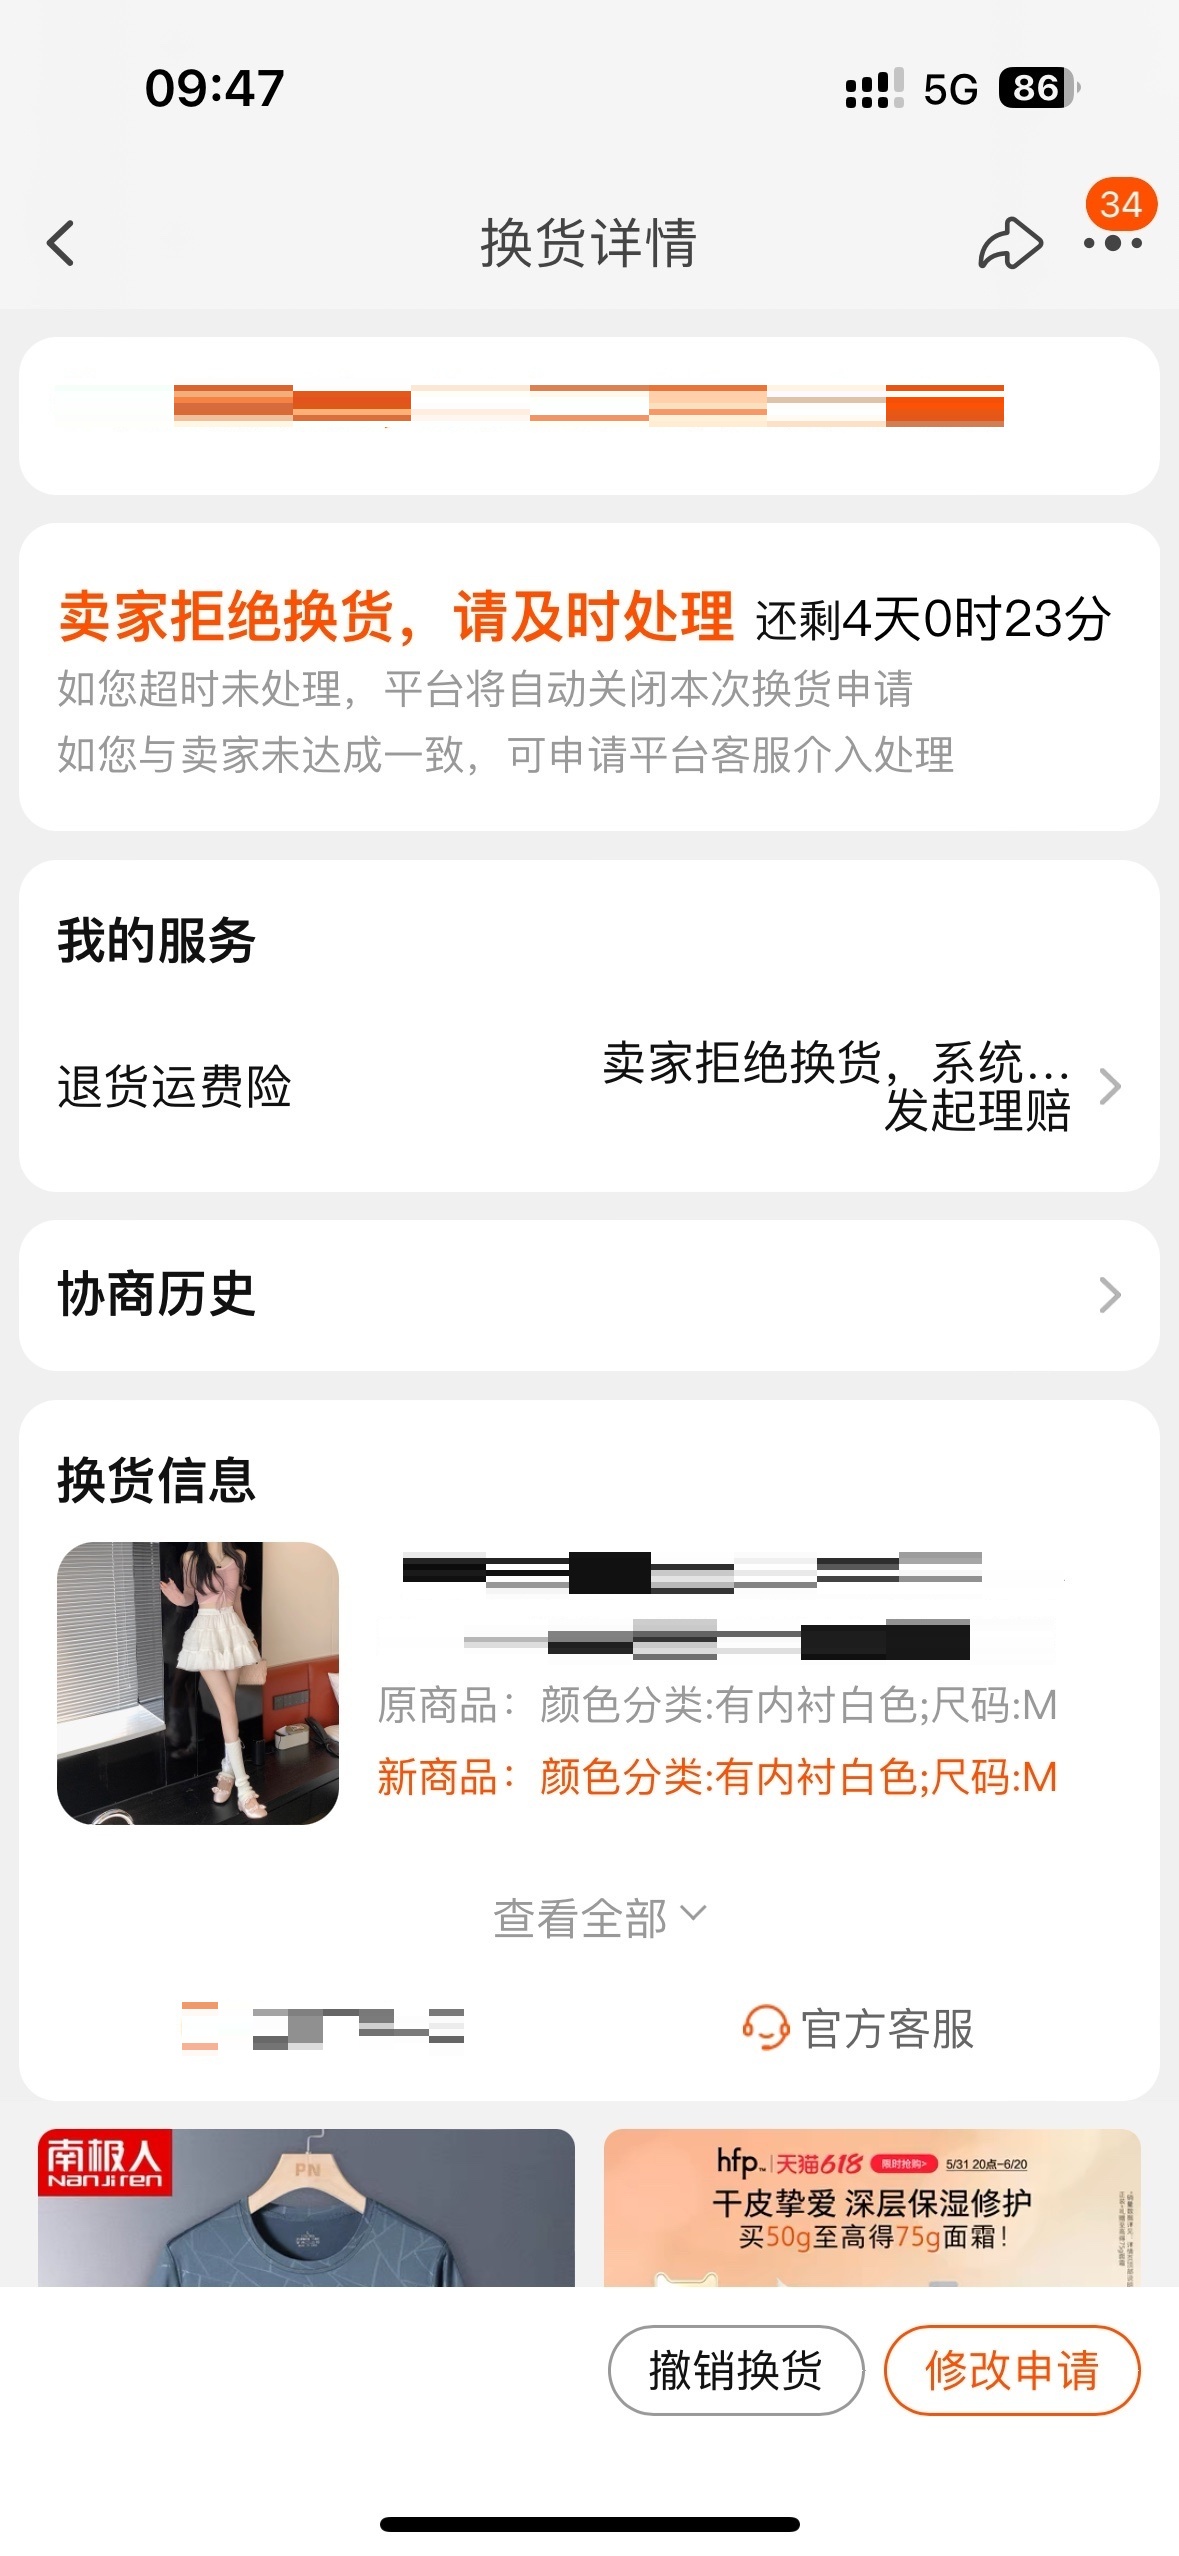 09:47
5G
86
34
换货详情
卖家拒绝换货，请及时处理 还剩4天0时23分
如您超时未处理，平台将自动关闭本次换货申请
如您与卖家未达成一致，可申请平台客服介入处理
我的服务
退货运费险
卖家拒绝换货，系统...
发起理赔
协商历史
换货信息
原商品：颜色分类:有内衬白色;尺码:M
新商品：颜色分类:有内衬白色;尺码:M
查看全部
官方客服
南极人
Nanjiren
PN
hfp™ 天猫618 限时抢购> 5/31 20点-6/20
干皮挚爱 深层保湿修护
买50g至高得75g面霜！
撤销换货
修改申请